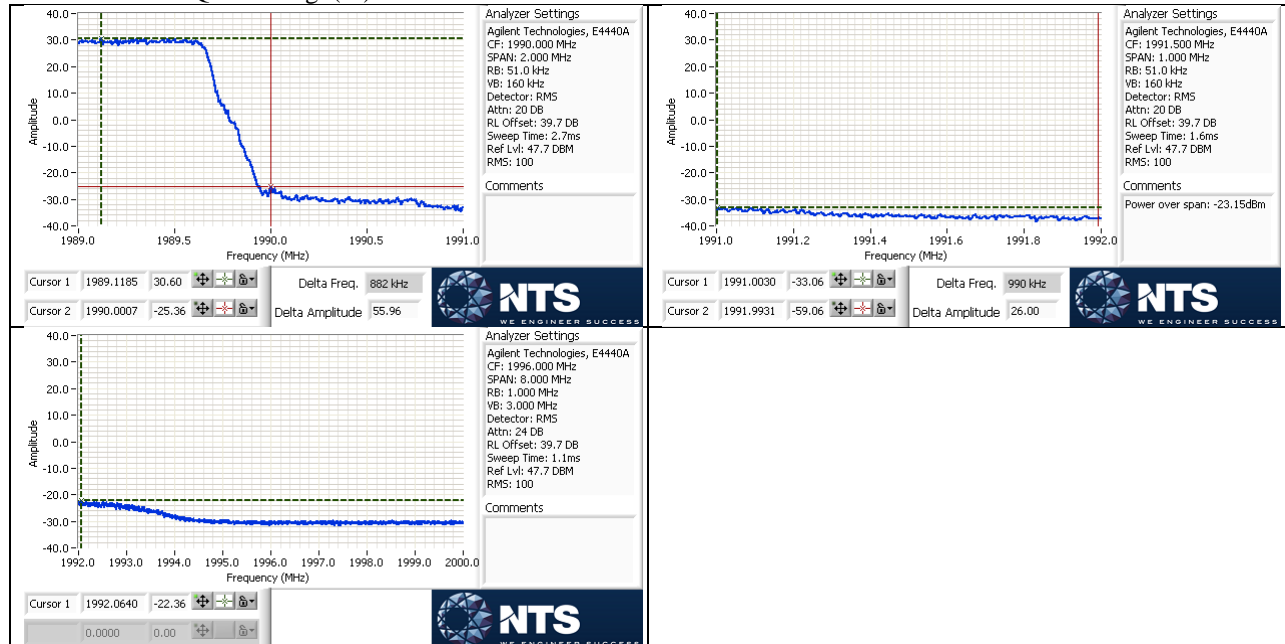 40.0
30.0
20.0
10.0
0.0
-10.0
-20.0
-30.0
-40.0
Amplitude
1989.0 1989.5 1990.0 1990.5 1991.0
Frequency (MHz)
Analyzer Settings
Agilent Technologies, E4440A
CF: 1990.000 MHz
SPAN: 2.000 MHz
RB: 51.0 kHz
VB: 160 kHz
Detector: RMS
Attn: 20 DB
RL Offset: 39.7 DB
Sweep Time: 2.7ms
Ref Lvl: 47.7 DBM
RMS: 100
Comments
Cursor 1 1989.1185 30.60
Cursor 2 1990.0007 -25.36
Delta Freq. 882 kHz
Delta Amplitude 55.96
NTS
WE ENGINEER SUCCESS
40.0
30.0
20.0
10.0
0.0
-10.0
-20.0
-30.0
-40.0
Amplitude
1991.0 1991.2 1991.4 1991.6 1991.8 1992.0
Frequency (MHz)
Analyzer Settings
Agilent Technologies, E4440A
CF: 1991.500 MHz
SPAN: 1.000 MHz
RB: 51.0 kHz
VB: 160 kHz
Detector: RMS
Attn: 20 DB
RL Offset: 39.7 DB
Sweep Time: 1.6ms
Ref Lvl: 47.7 DBM
RMS: 100
Comments
Power over span: -23.15dBm
Cursor 1 1991.0030 -33.06
Cursor 2 1991.9931 -59.06
Delta Freq. 990 kHz
Delta Amplitude 26.00
NTS
WE ENGINEER SUCCESS
40.0
30.0
20.0
10.0
0.0
-10.0
-20.0
-30.0
-40.0
Amplitude
1992.0 1993.0 1994.0 1995.0 1996.0 1997.0 1998.0 1999.0 2000.0
Frequency (MHz)
Analyzer Settings
Agilent Technologies, E4440A
CF: 1996.000 MHz
SPAN: 8.000 MHz
RB: 1.000 MHz
VB: 3.000 MHz
Detector: RMS
Attn: 24 DB
RL Offset: 39.7 DB
Sweep Time: 1.1ms
Ref Lvl: 47.7 DBM
RMS: 100
Comments
Cursor 1 1992.0640 -22.36
0.0000 0.00
NTS
WE ENGINEER SUCCESS